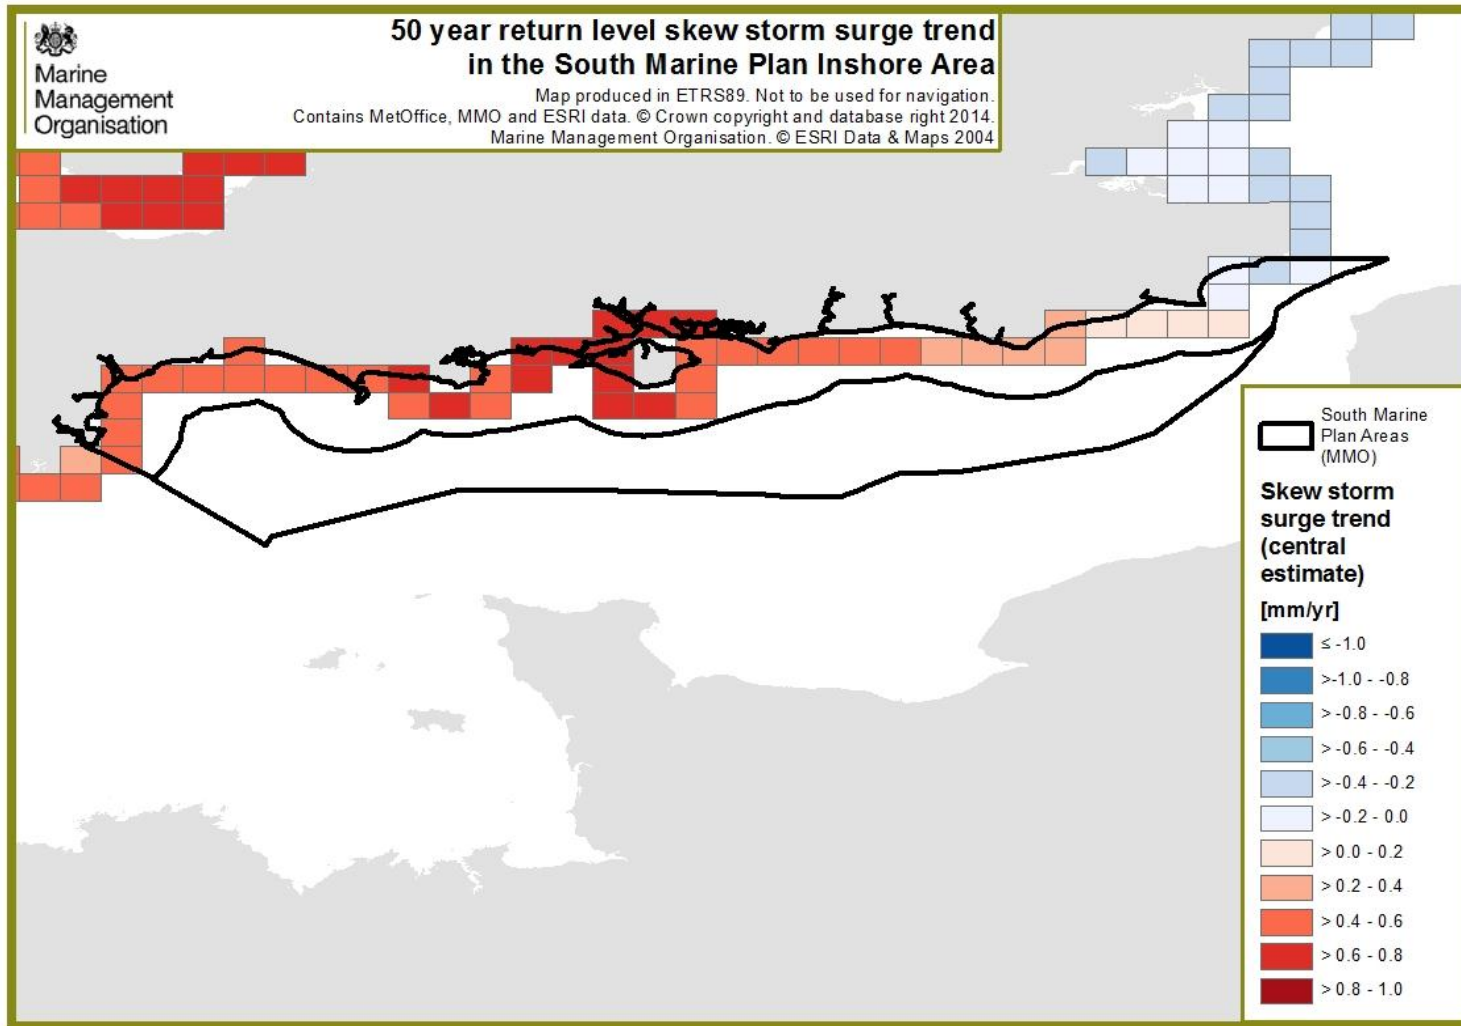 Marine
Management
Organisation
50 year return level skew storm surge trend
in the South Marine Plan Inshore Area
Map produced in ETRS89. Not to be used for navigation.
Contains MetOffice, MMO and ESRI data. © Crown copyright and database right 2014.
Marine Management Organisation. © ESRI Data & Maps 2004
South Marine
Plan Areas
(MMO)
Skew storm
surge trend
(central
estimate)
[mm/yr]
≤ -1.0
>-1.0 - -0.8
> -0.8 - -0.6
> -0.6 - -0.4
> -0.4 - -0.2
> -0.2 - 0.0
> 0.0 - 0.2
> 0.2 - 0.4
> 0.4 - 0.6
> 0.6 - 0.8
> 0.8 - 1.0